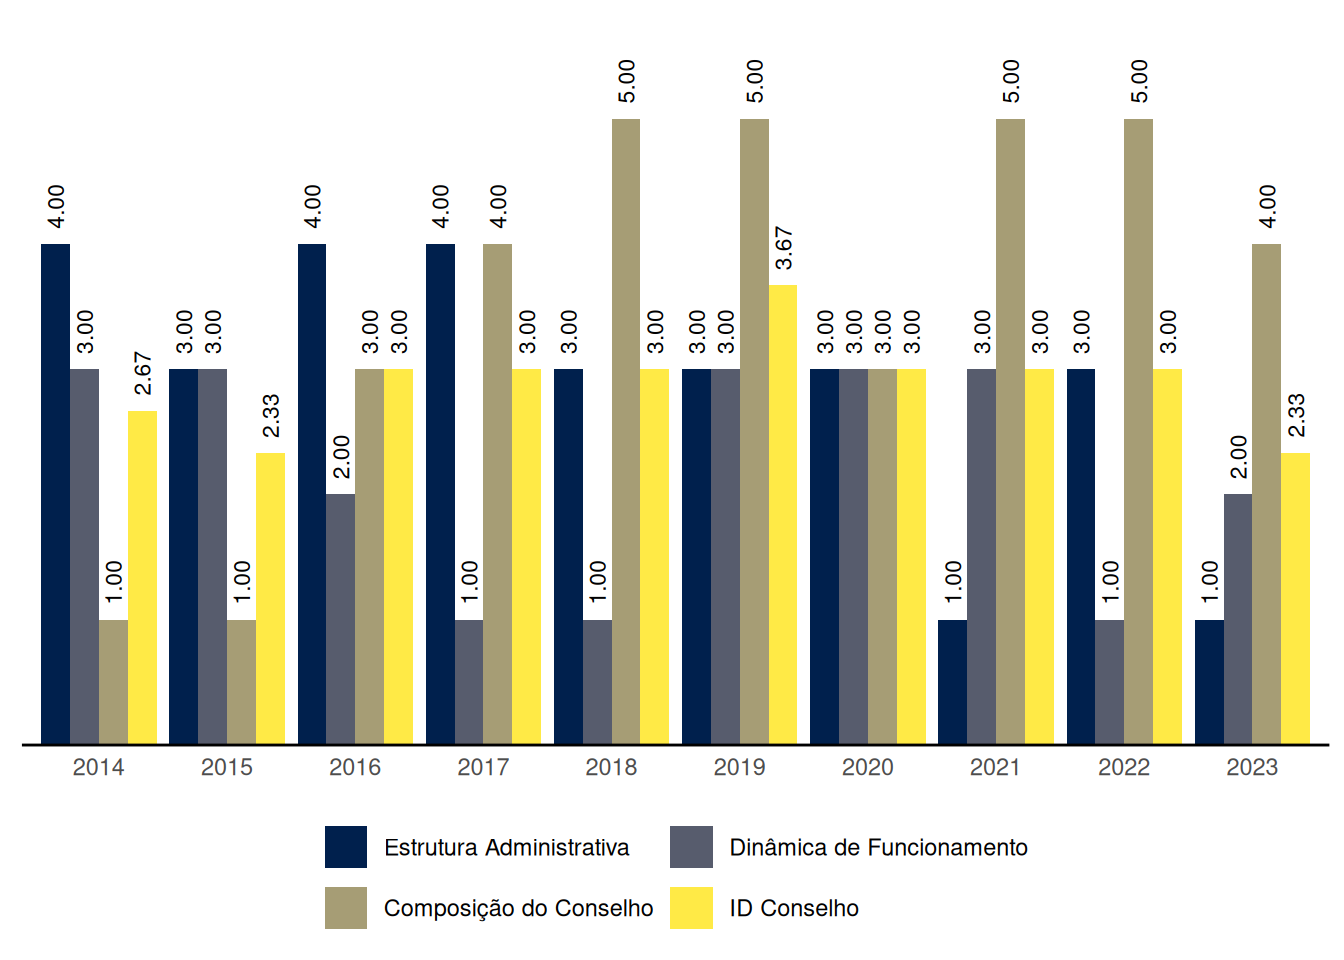 5.00 5.00 5.00 5.00
4.00 4.00 4.00 4.00 3.67 4.00
3.00 2.67 3.00 3.00 2.33 3.00 3.00 3.00 3.00 3.00 3.00 3.00 3.00 3.00 3.00 3.00 3.00 3.00 3.00 3.00 2.33
2.00 2.00
1.00 1.00 1.00 1.00 1.00 1.00 1.00
2014 2015 2016 2017 2018 2019 2020 2021 2022 2023
Estrutura Administrativa Dinâmica de Funcionamento
Composição do Conselho ID Conselho